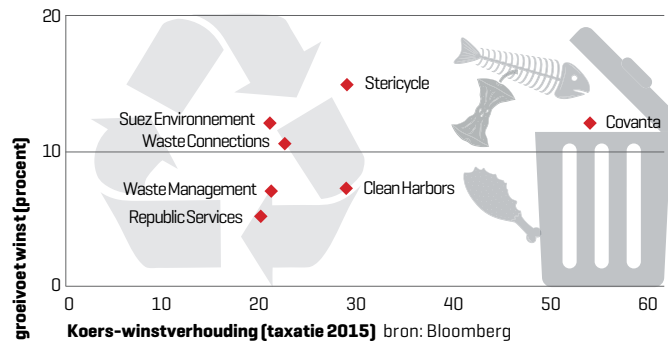 groeivoet winst (procent)
20
10
0
Stericycle
Suez Environnement
Covanta
Waste Connections
Waste Management
Clean Harbors
Republic Services
0 10 20 30 40 50 60
Koers-winstverhouding (taxatie 2015) bron: Bloomberg